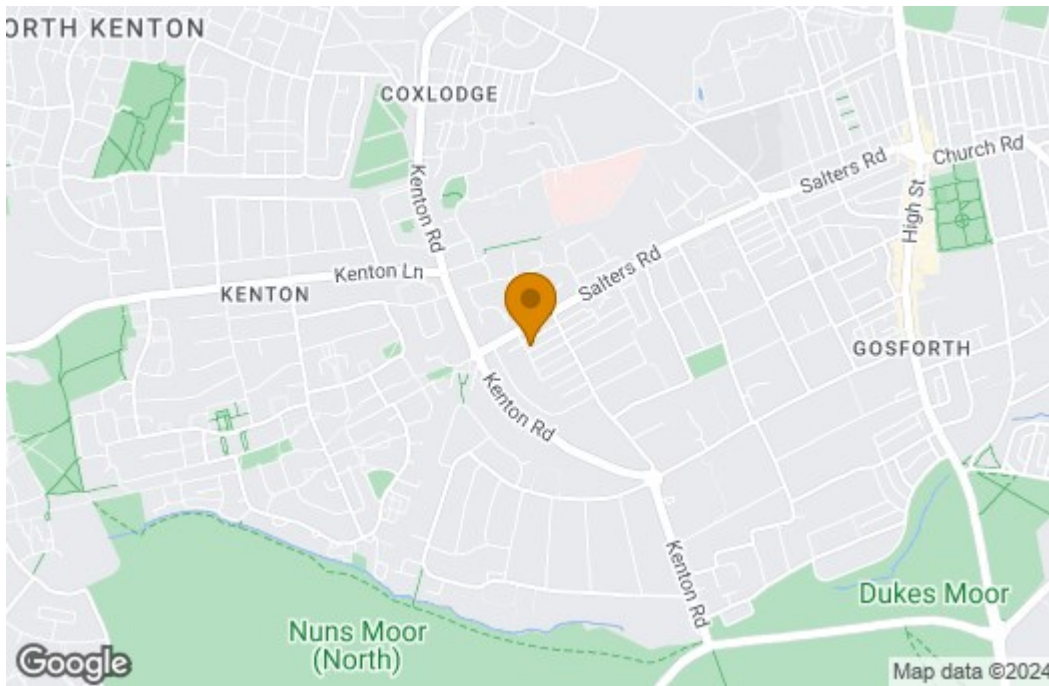 ORTH KENTON
COXLODGE
Church Rd
Salters Rd
Kenton Rd
High St
Kenton Ln
Salters Rd
KENTON
GOSFORTH
Kenton Rd
Kenton Rd
Dukes Moor
Nuns Moor
(North)
Google
Map data ©2024